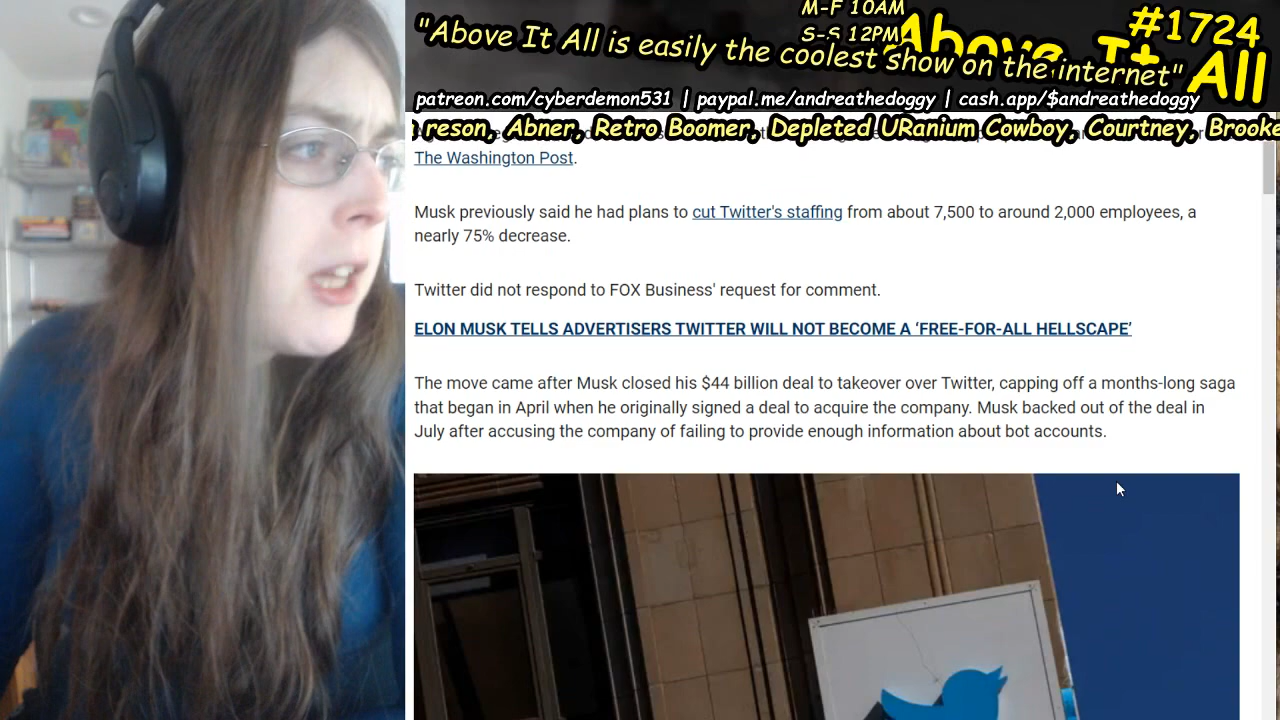 M-F 10AM
S-S 12PM
#1724
Above It All
"Above It All is easily the coolest show on the internet"
patreon.com/cyberdemon531 | paypal.me/andreathedoggy | cash.app/$andreathedoggy
reson, Abner, Retro Boomer, Depleted URanium Cowboy, Courtney, Brooke
The Washington Post.
Musk previously said he had plans to cut Twitter's staffing from about 7,500 to around 2,000 employees, a
nearly 75% decrease.
Twitter did not respond to FOX Business' request for comment.
ELON MUSK TELLS ADVERTISERS TWITTER WILL NOT BECOME A ‘FREE-FOR-ALL HELLSCAPE’
The move came after Musk closed his $44 billion deal to takeover over Twitter, capping off a months-long saga
that began in April when he originally signed a deal to acquire the company. Musk backed out of the deal in
July after accusing the company of failing to provide enough information about bot accounts.